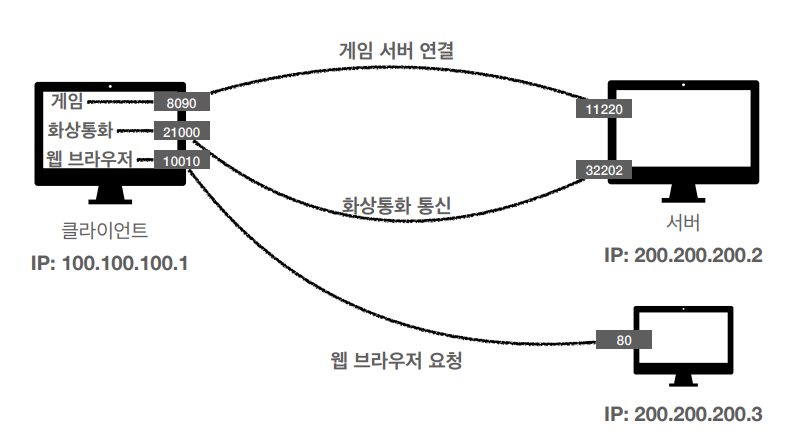 게임 서버 연결
게임 8090
11220
화상통화 21000
웹 브라우저 10010
32202
화상통화 통신
클라이언트
서버
IP: 100.100.100.1
IP: 200.200.200.2
80
웹 브라우저 요청
IP: 200.200.200.3